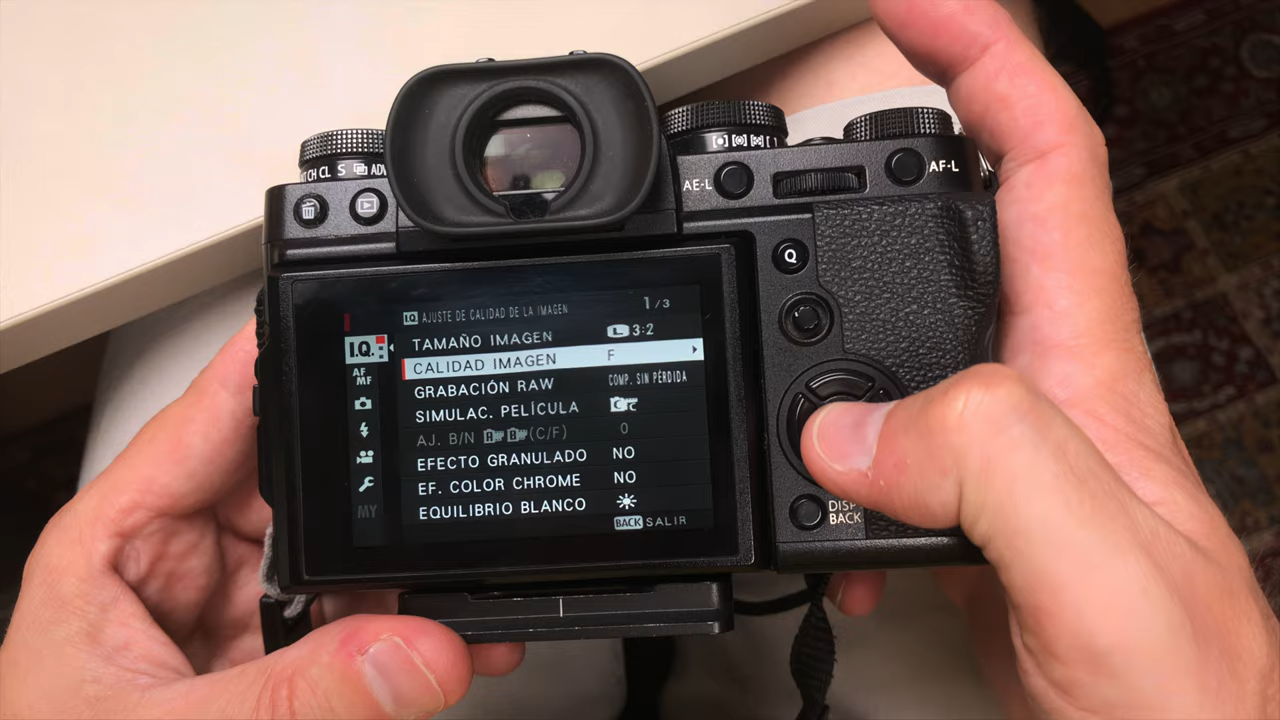 CH CL S ADV
AE-L
AF-L
Q
I.Q. AJUSTE DE CALIDAD DE LA IMAGEN 1/3
I.Q.
AF
MF
MY
TAMAÑO IMAGEN L 3:2
CALIDAD IMAGEN F
GRABACIÓN RAW COMP. SIN PÉRDIDA
SIMULAC. PELÍCULA C
AJ. B/N (C/F) 0
EFECTO GRANULADO NO
EF. COLOR CHROME NO
EQUILIBRIO BLANCO
BACK SALIR
DISP
BACK